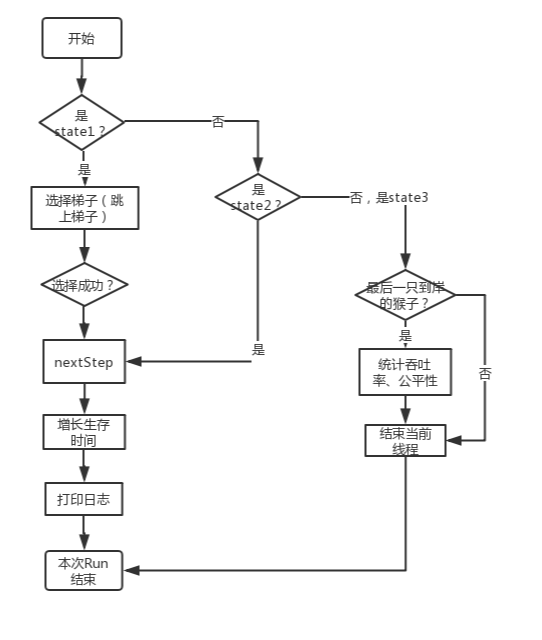 开始
是
state1？
否
是
选择梯子（跳
上梯子）
是
state2？
否，是state3
选择成功？
最后一只到岸
的猴子？
是
是
否
nextStep
统计吞吐
率、公平性
增长生存
时间
结束当前
线程
打印日志
本次Run
结束